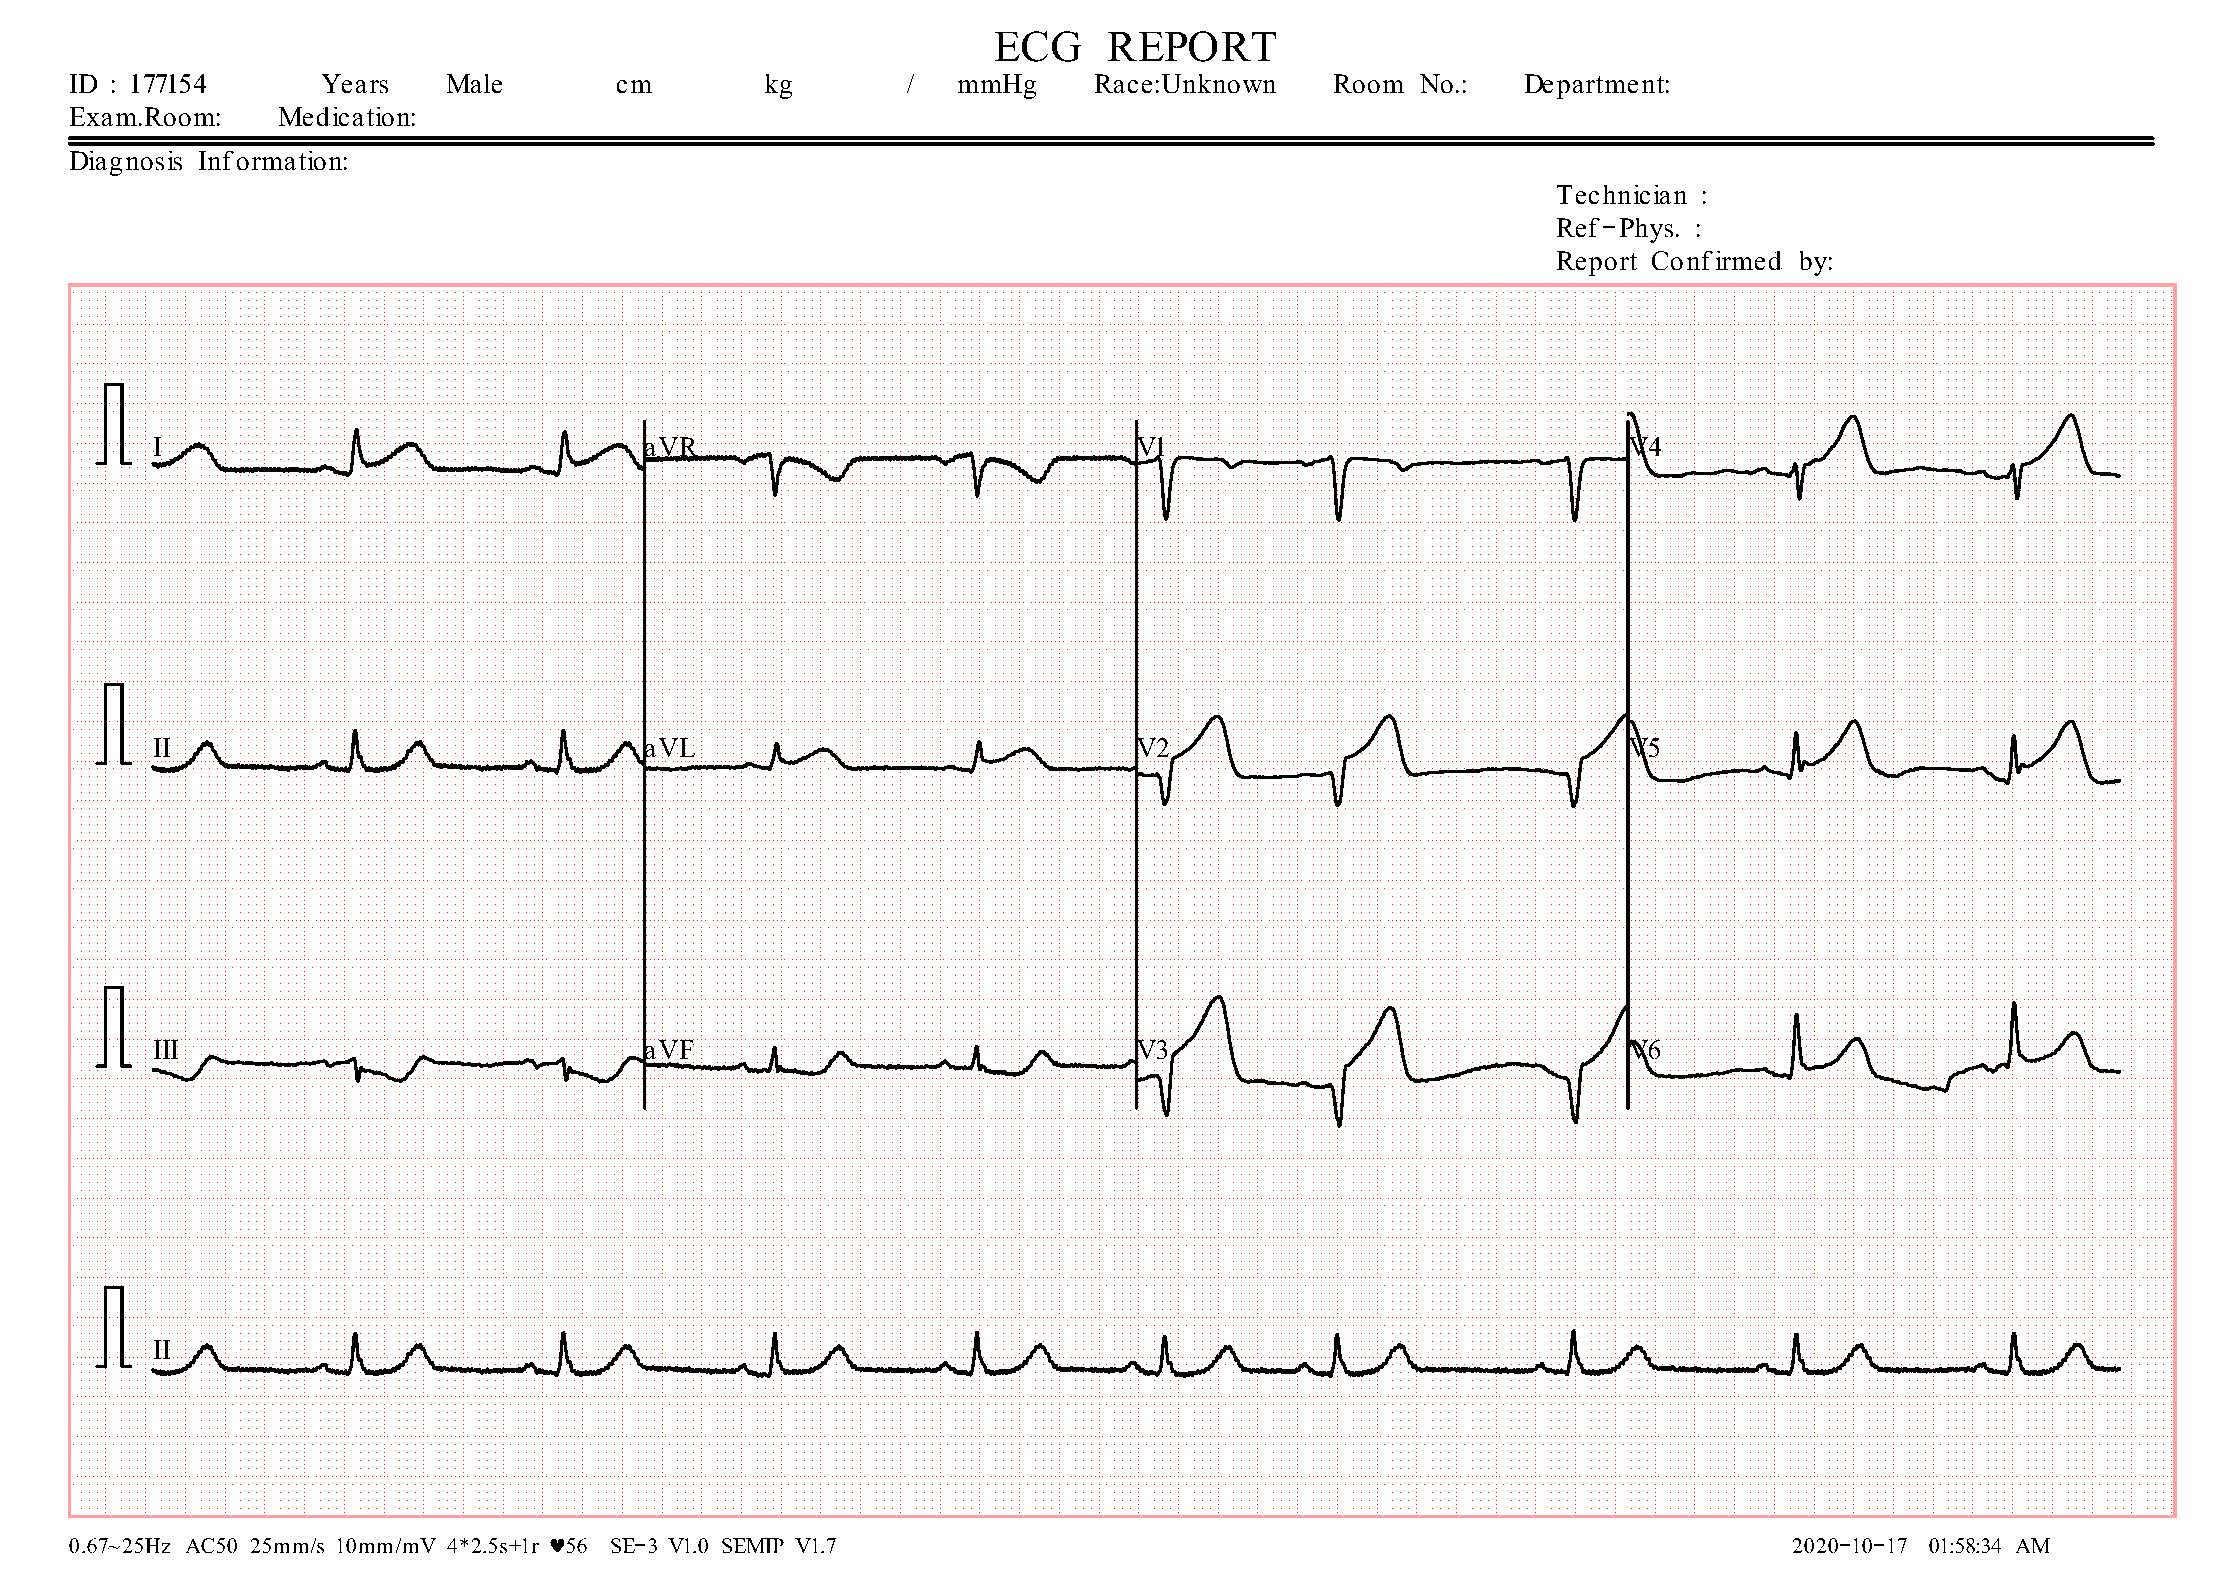 ECG REPORT
ID : 177154 Years Male cm kg / mmHg Race:Unknown Room No.: Department:
Exam.Room: Medication:
Diagnosis Information:
Technician :
Ref-Phys. :
Report Confirmed by:
I aVR V1 V4
II aVL V2 V5
III aVF V3 V6
II
0.67~25Hz AC50 25mm/s 10mm/mV 4*2.5s+1r ♥56 SE-3 V1.0 SEMIP V1.7 2020-10-17 01:58:34 AM